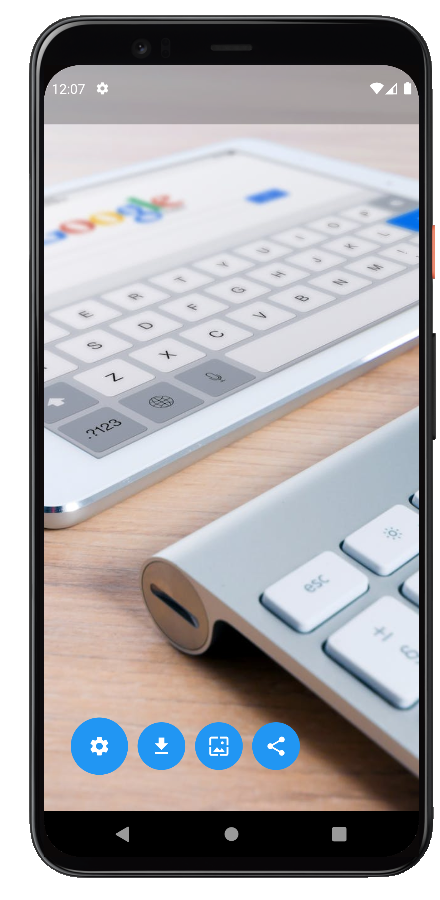 12:07
Google
E R T Y U I O P
S D F G H J K L
Z X C V B N M !
.?123
esc